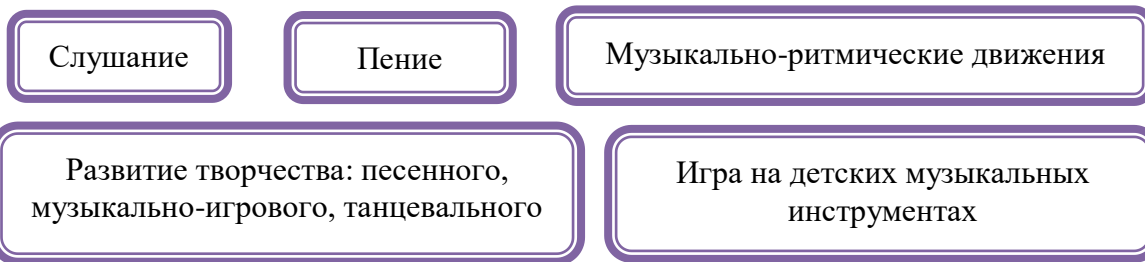 Слушание
Пение
Музыкально-ритмические движения
Развитие творчества: песенного,
музыкально-игрового, танцевального
Игра на детских музыкальных
инструментах